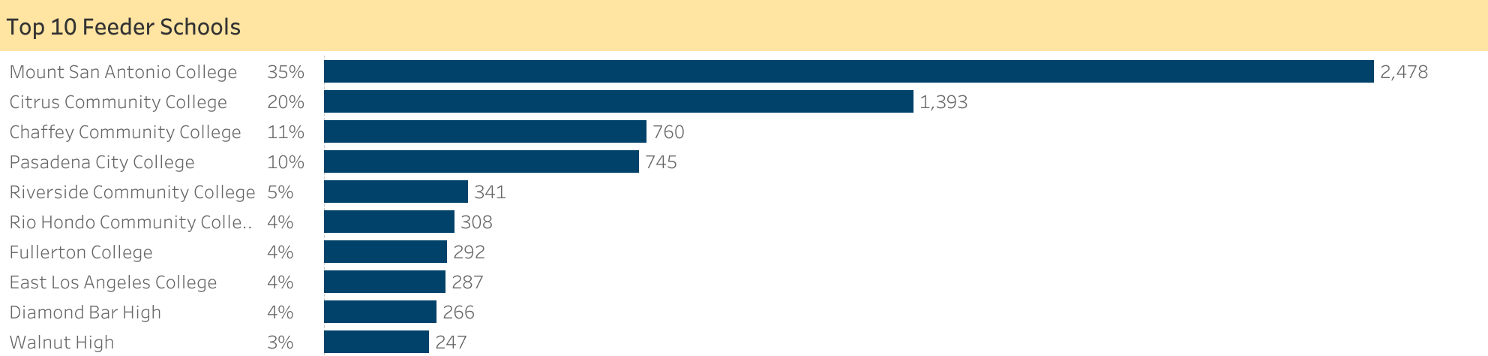 Top 10 Feeder Schools
Mount San Antonio College 35% 2,478
Citrus Community College 20% 1,393
Chaffey Community College 11% 760
Pasadena City College 10% 745
Riverside Community College 5% 341
Rio Hondo Community Colle.. 4% 308
Fullerton College 4% 292
East Los Angeles College 4% 287
Diamond Bar High 4% 266
Walnut High 3% 247